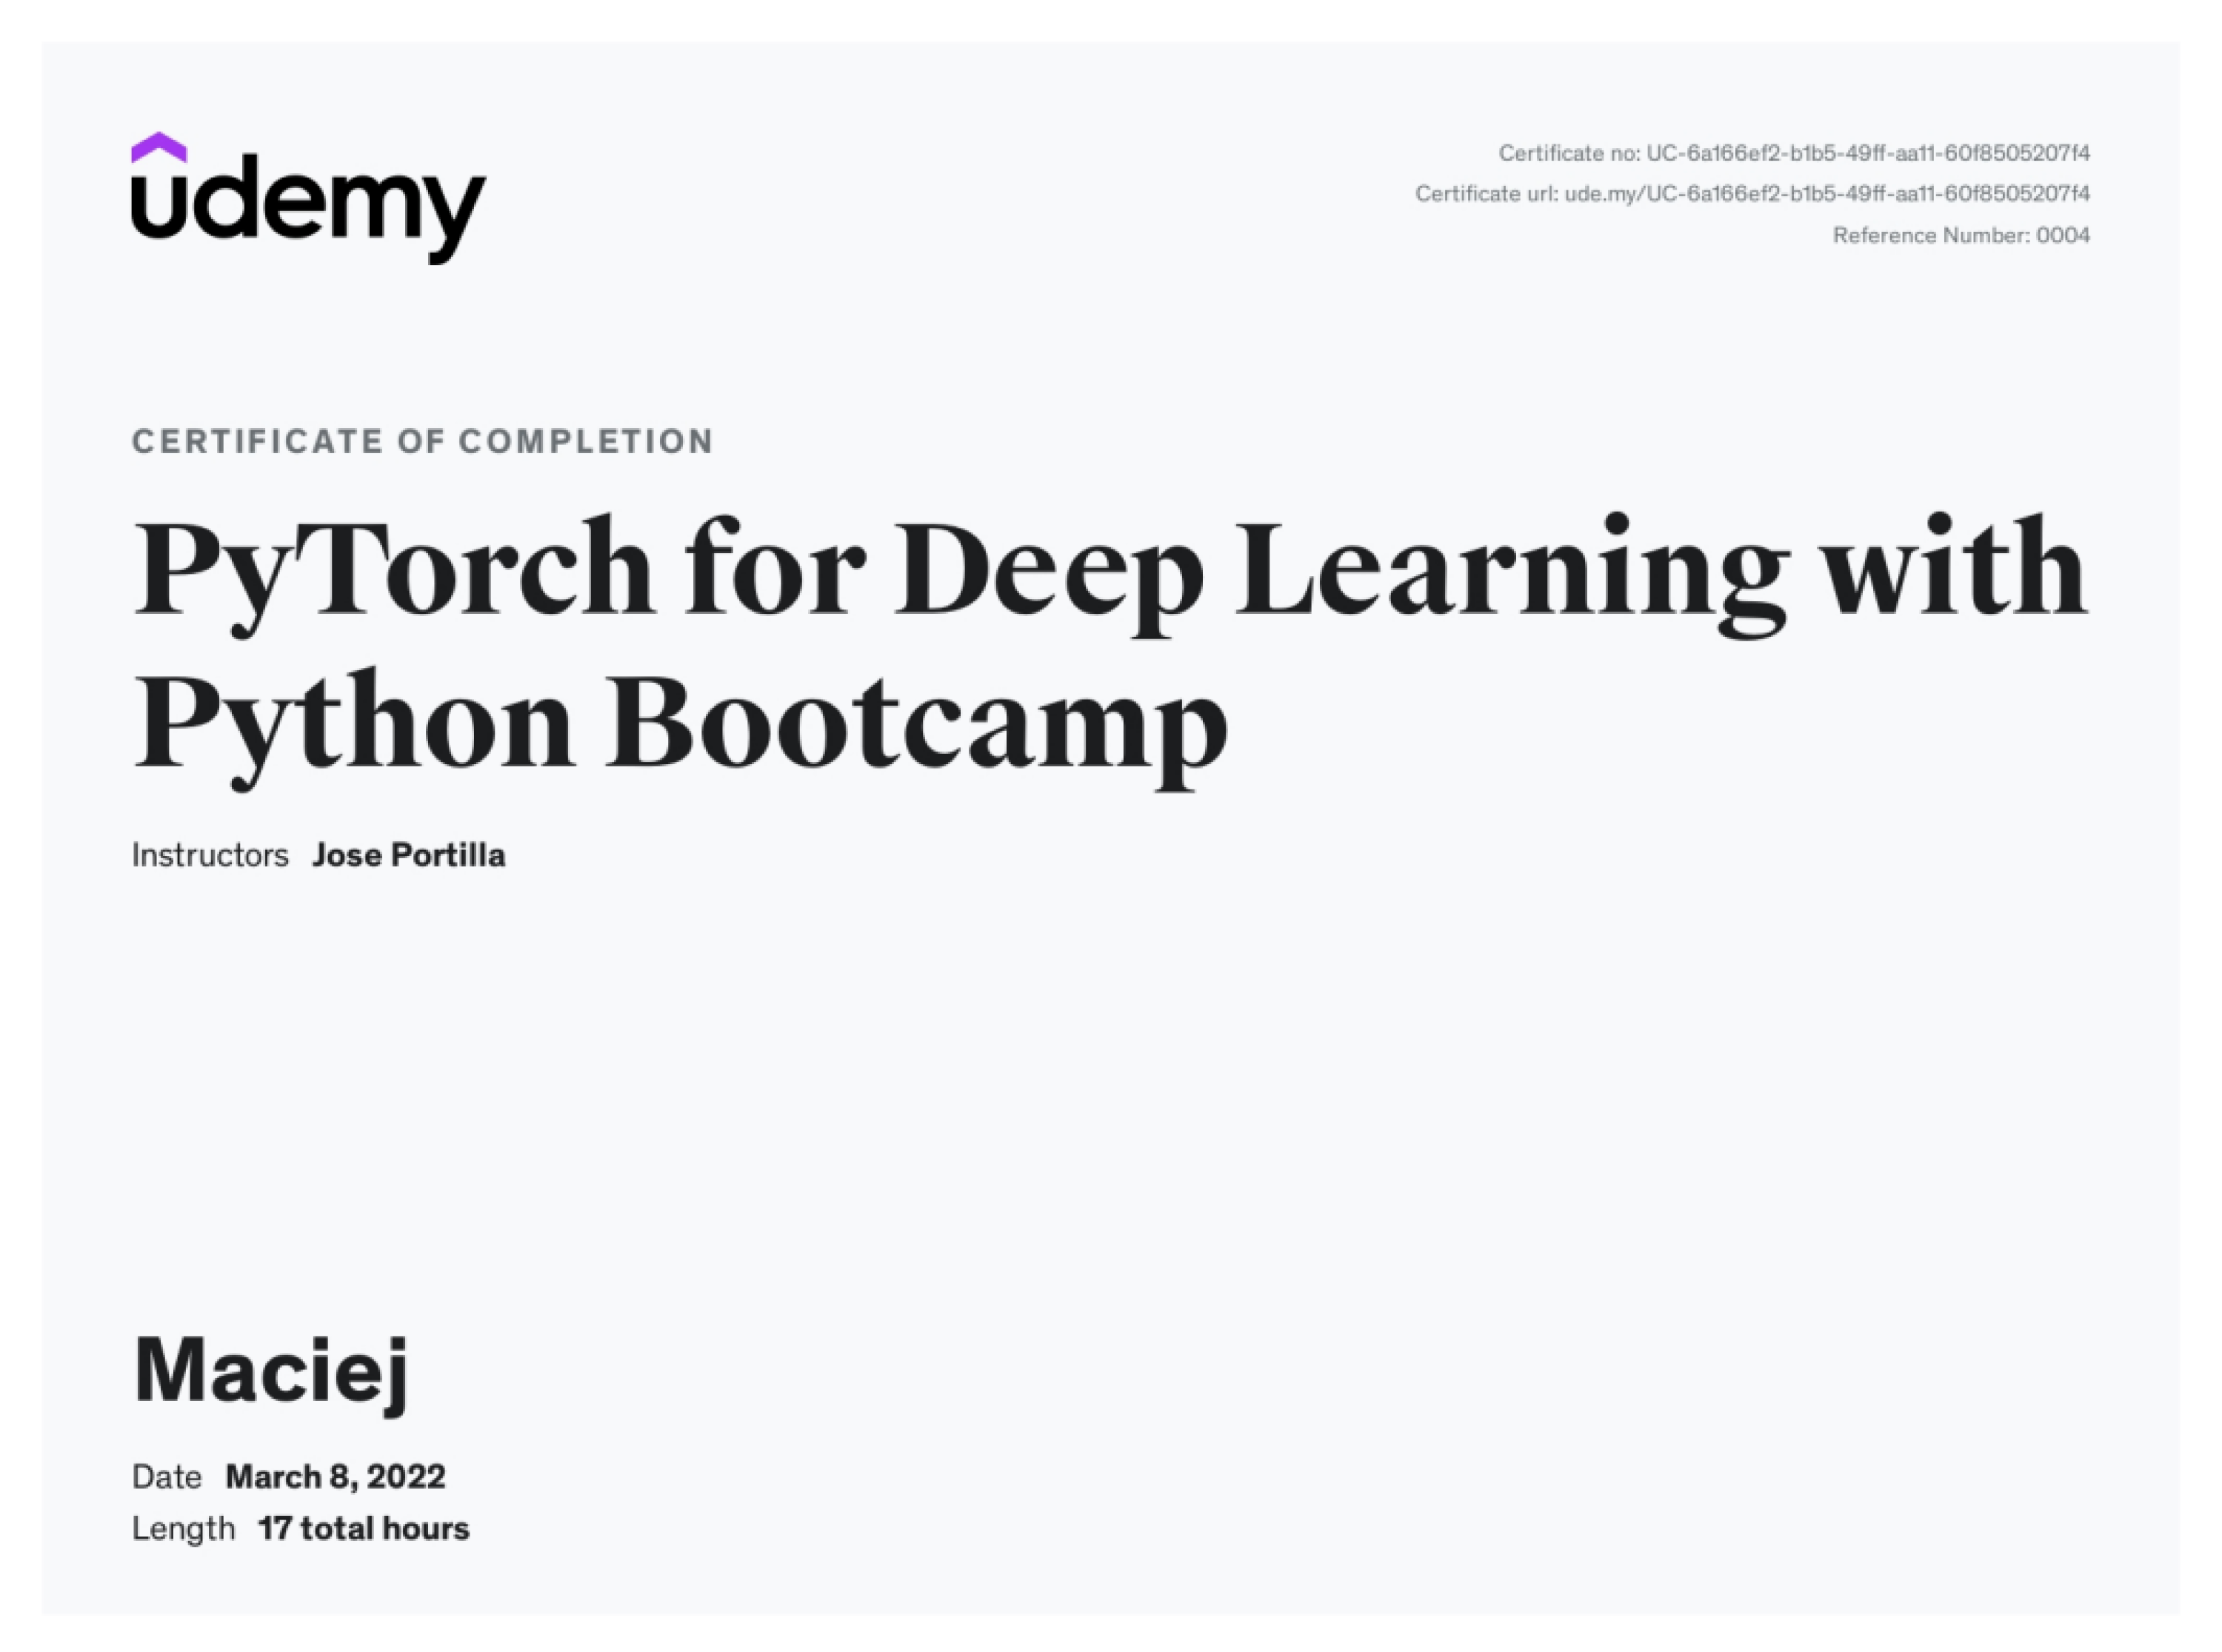 udemy
Certificate no: UC-6a166ef2-b1b5-49ff-aa11-60f8505207f4
Certificate url: ude.my/UC-6a166ef2-b1b5-49ff-aa11-60f8505207f4
Reference Number: 0004
CERTIFICATE OF COMPLETION
PyTorch for Deep Learning with
Python Bootcamp
Instructors Jose Portilla
Maciej
Date March 8, 2022
Length 17 total hours